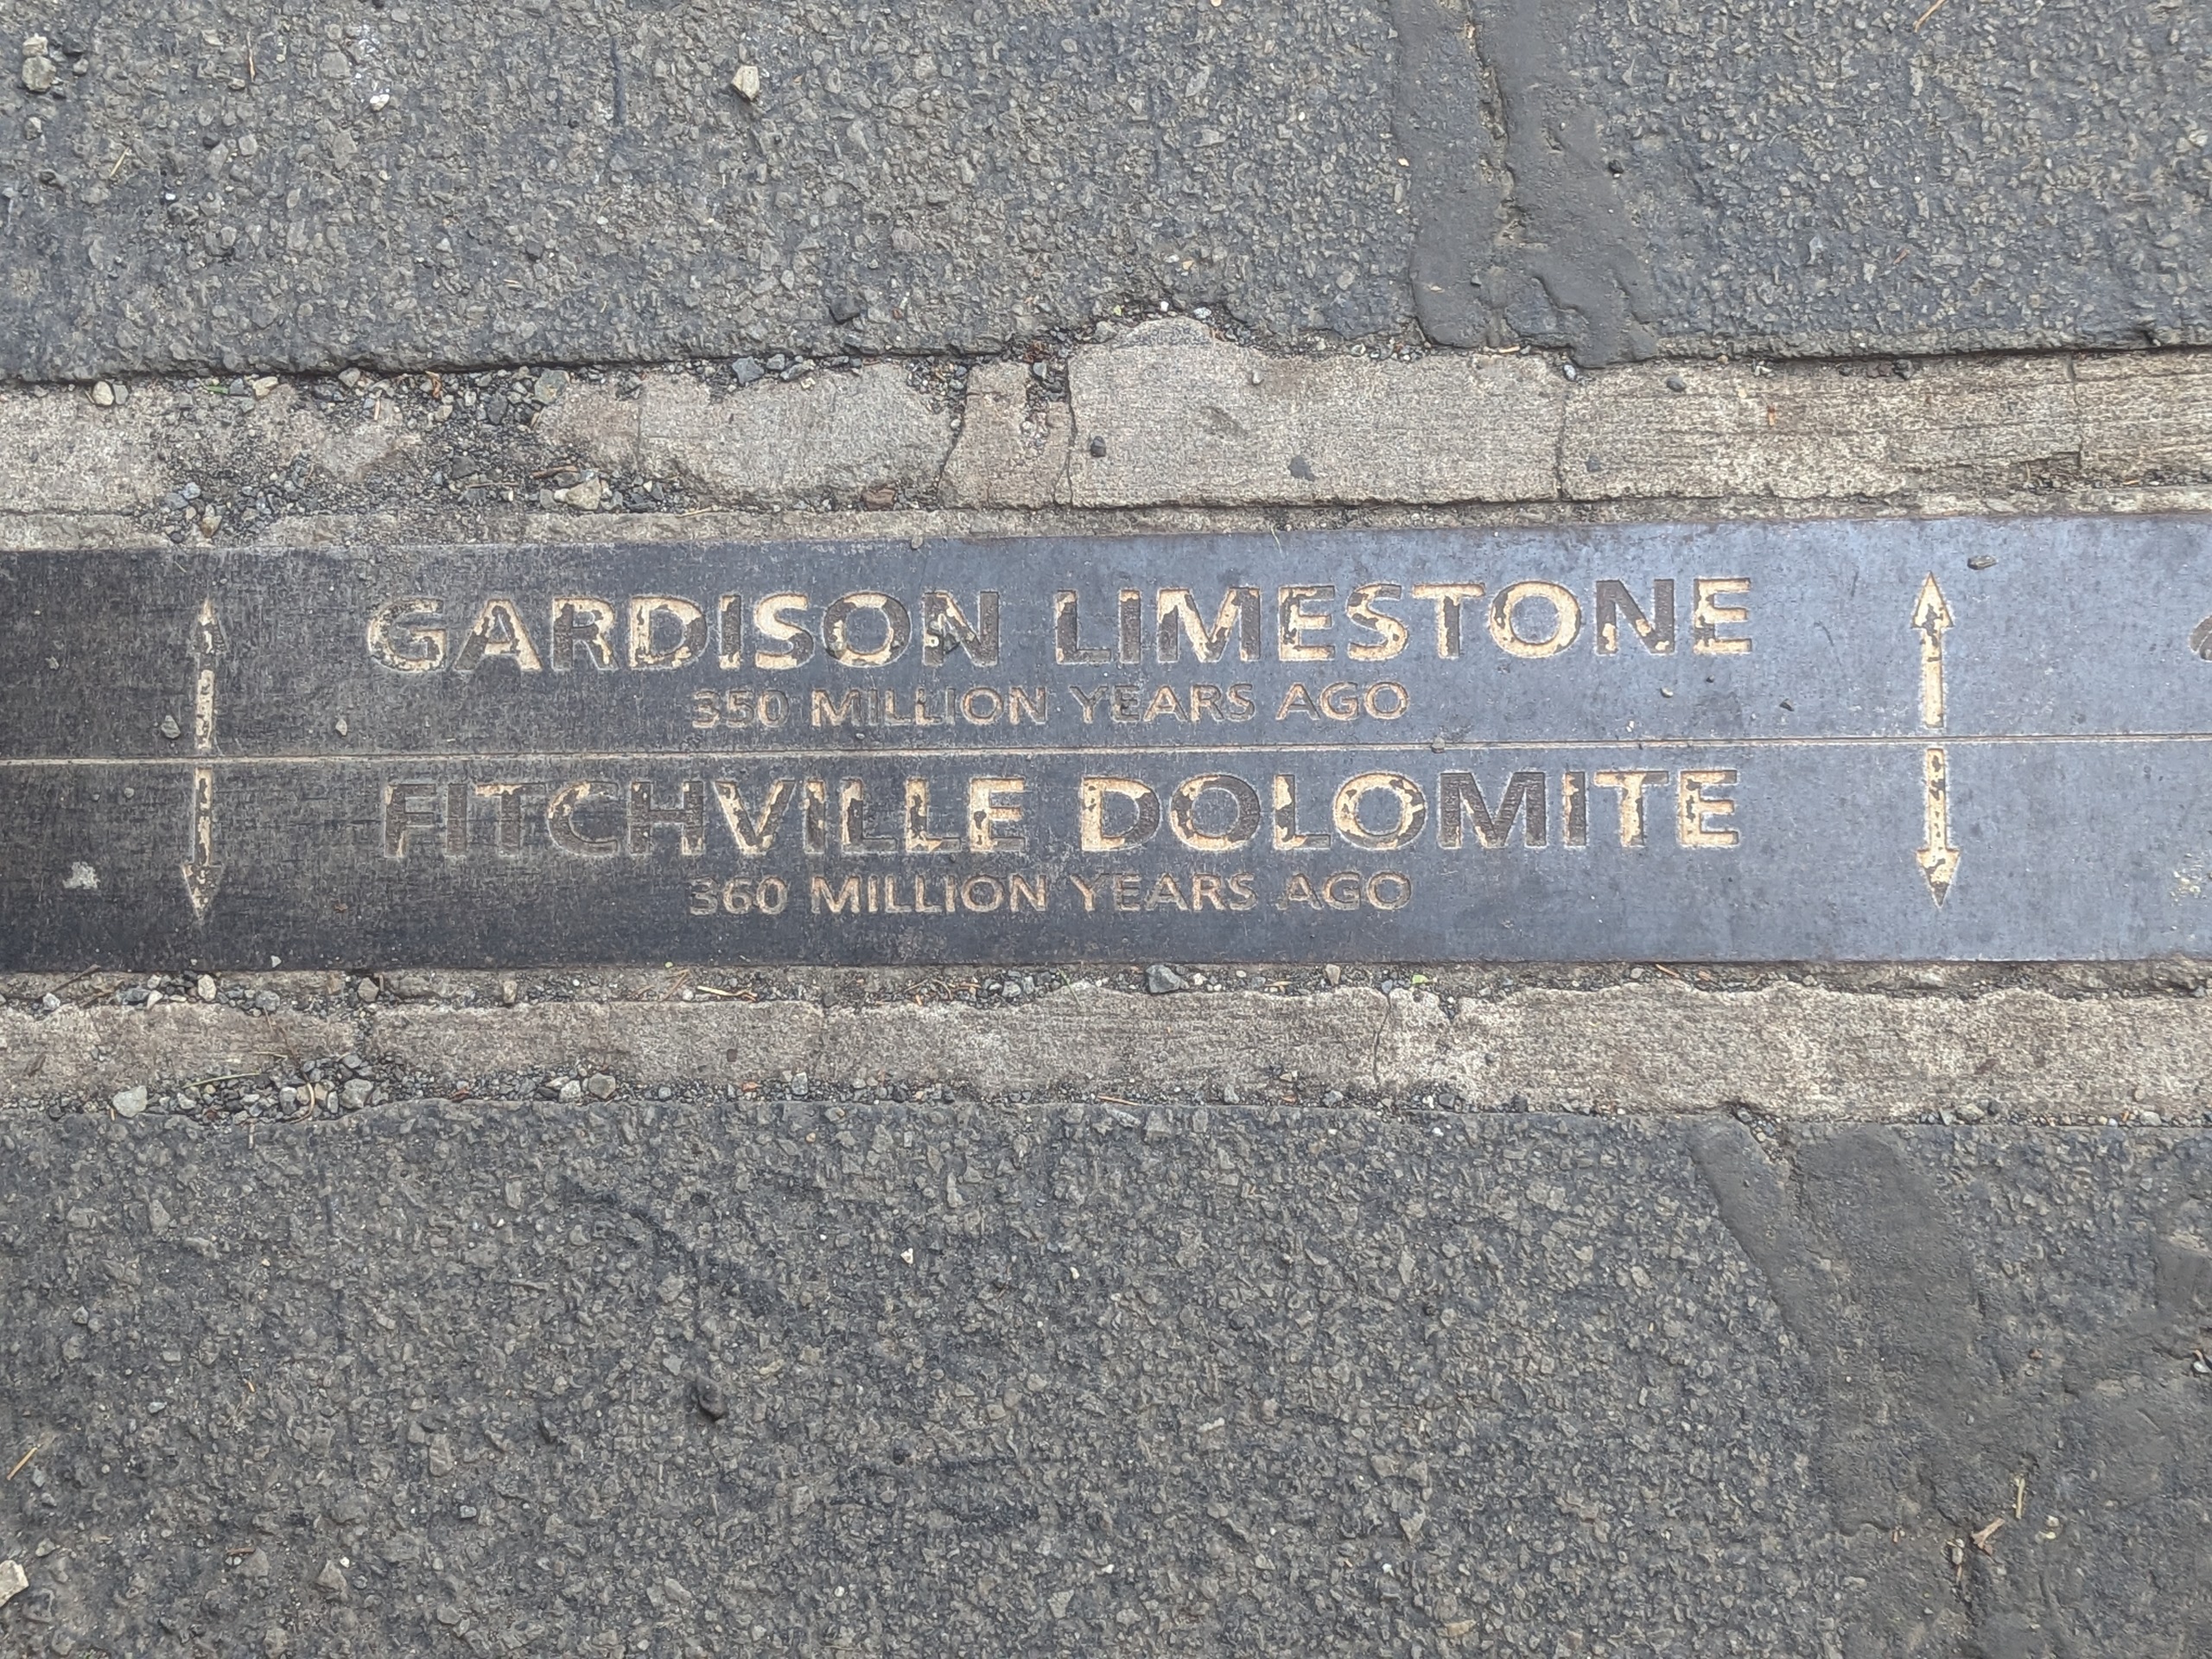 GARDISON LIMESTONE
350 MILLION YEARS AGO
FITCHVILLE DOLOMITE
360 MILLION YEARS AGO